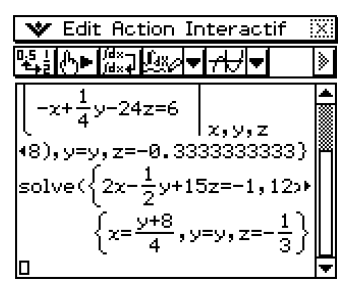 Edit Action Interactif
-x+1/4y-24z=6 | x,y,z
8),y=y,z=-0.3333333333}
solve({2x-1/2y+15z=-1,12x
{x=y+8/4,y=y,z=-1/3}